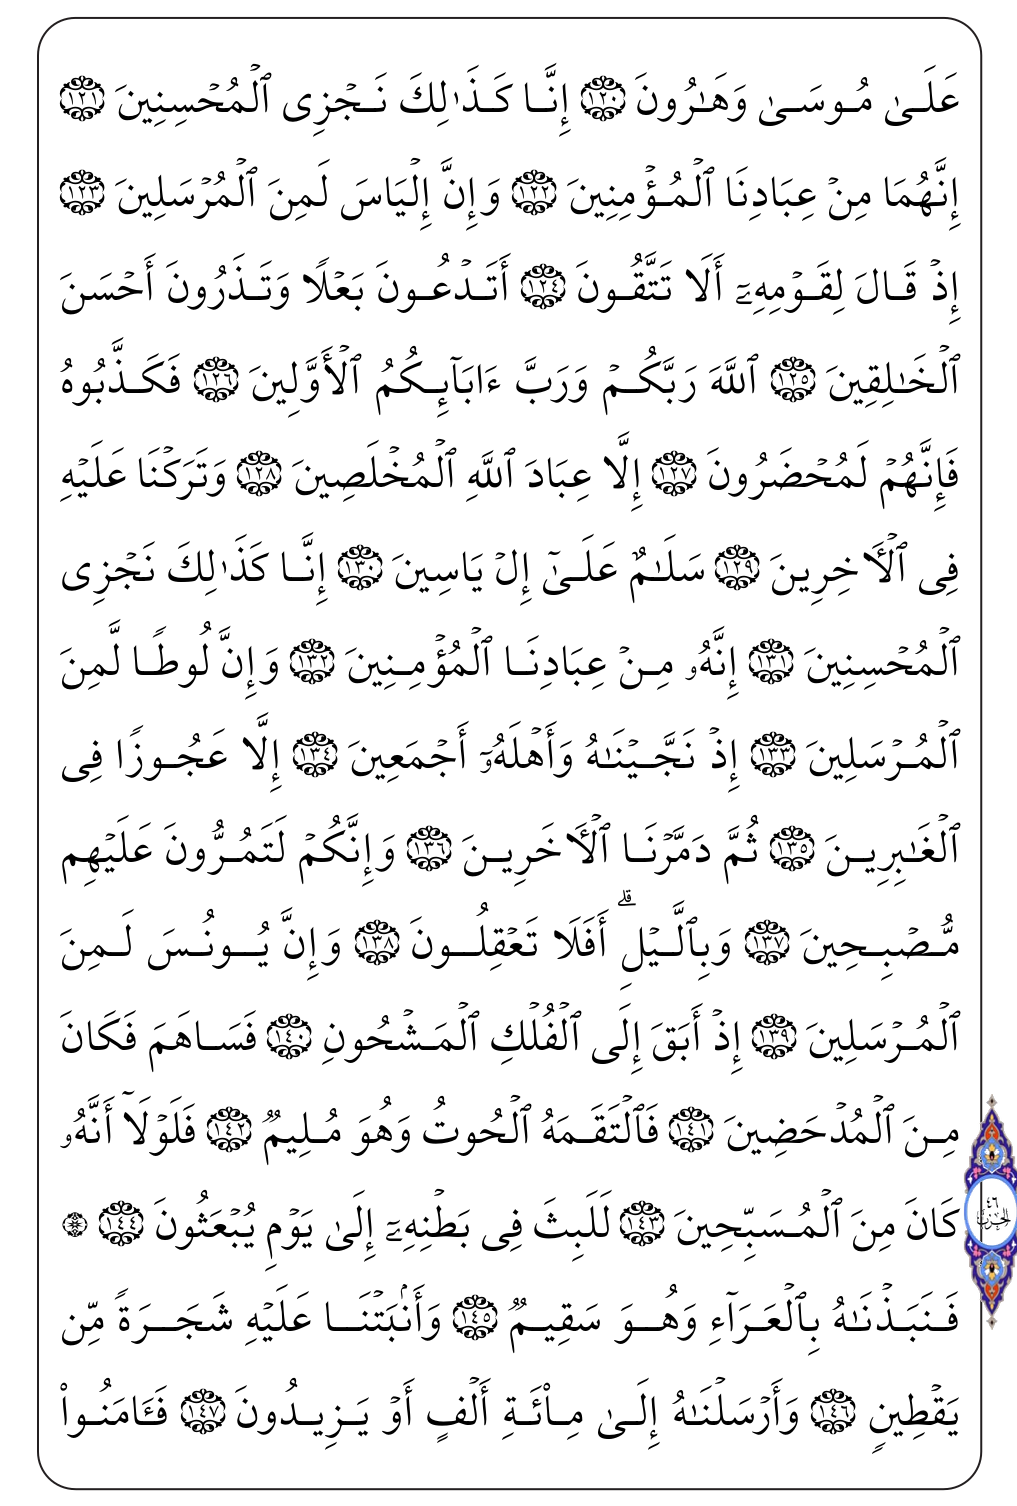 عَلَىٰ مُوسَىٰ وَهَٰرُونَ ١٢٠ إِنَّا كَذَٰلِكَ نَجْزِى ٱلْمُحْسِنِينَ ١٢١
إِنَّهُمَا مِنْ عِبَادِنَا ٱلْمُؤْمِنِينَ ١٢٢ وَإِنَّ إِلْيَاسَ لَمِنَ ٱلْمُرْسَلِينَ ١٢٣
إِذْ قَالَ لِقَوْمِهِۦٓ أَلَا تَتَّقُونَ ١٢٤ أَتَدْعُونَ بَعْلًا وَتَذَرُونَ أَحْسَنَ
ٱلْخَٰلِقِينَ ١٢٥ ٱللَّهَ رَبَّكُمْ وَرَبَّ ءَابَآئِكُمُ ٱلْأَوَّلِينَ ١٢٦ فَكَذَّبُوهُ
فَإِنَّهُمْ لَمُحْضَرُونَ ١٢٧ إِلَّا عِبَادَ ٱللَّهِ ٱلْمُخْلَصِينَ ١٢٨ وَتَرَكْنَا عَلَيْهِ
فِى ٱلْـَٔاخِرِينَ ١٢٩ سَلَٰمٌ عَلَىٰٓ إِلْ يَاسِينَ ١٣٠ إِنَّا كَذَٰلِكَ نَجْزِى
ٱلْمُحْسِنِينَ ١٣١ إِنَّهُۥ مِنْ عِبَادِنَا ٱلْمُؤْمِنِينَ ١٣٢ وَإِنَّ لُوطًا لَّمِنَ
ٱلْمُرْسَلِينَ ١٣٣ إِذْ نَجَّيْنَٰهُ وَأَهْلَهُۥٓ أَجْمَعِينَ ١٣٤ إِلَّا عَجُوزًا فِى
ٱلْغَٰبِرِينَ ١٣٥ ثُمَّ دَمَّرْنَا ٱلْـَٔاخَرِينَ ١٣٦ وَإِنَّكُمْ لَتَمُرُّونَ عَلَيْهِم
مُّصْبِحِينَ ١٣٧ وَبِٱلَّيْلِ ۗ أَفَلَا تَعْقِلُونَ ١٣٨ وَإِنَّ يُونُسَ لَمِنَ
ٱلْمُرْسَلِينَ ١٣٩ إِذْ أَبَقَ إِلَى ٱلْفُلْكِ ٱلْمَشْحُونِ ١٤٠ فَسَاهَمَ فَكَانَ
مِنَ ٱلْمُدْحَضِينَ ١٤١ فَٱلْتَقَمَهُ ٱلْحُوتُ وَهُوَ مُلِيمٌ ١٤٢ فَلَوْلَآ أَنَّهُۥ
كَانَ مِنَ ٱلْمُسَبِّحِينَ ١٤٣ لَلَبِثَ فِى بَطْنِهِۦٓ إِلَىٰ يَوْمِ يُبْعَثُونَ ١٤٤ ۞
٤٦ الحزب
فَنَبَذْنَٰهُ بِٱلْعَرَآءِ وَهُوَ سَقِيمٌ ١٤٥ وَأَنۢبَتْنَا عَلَيْهِ شَجَرَةً مِّن
يَقْطِينٍ ١٤٦ وَأَرْسَلْنَٰهُ إِلَىٰ مِا۟ئَةِ أَلْفٍ أَوْ يَزِيدُونَ ١٤٧ فَـَٔامَنُوا۟